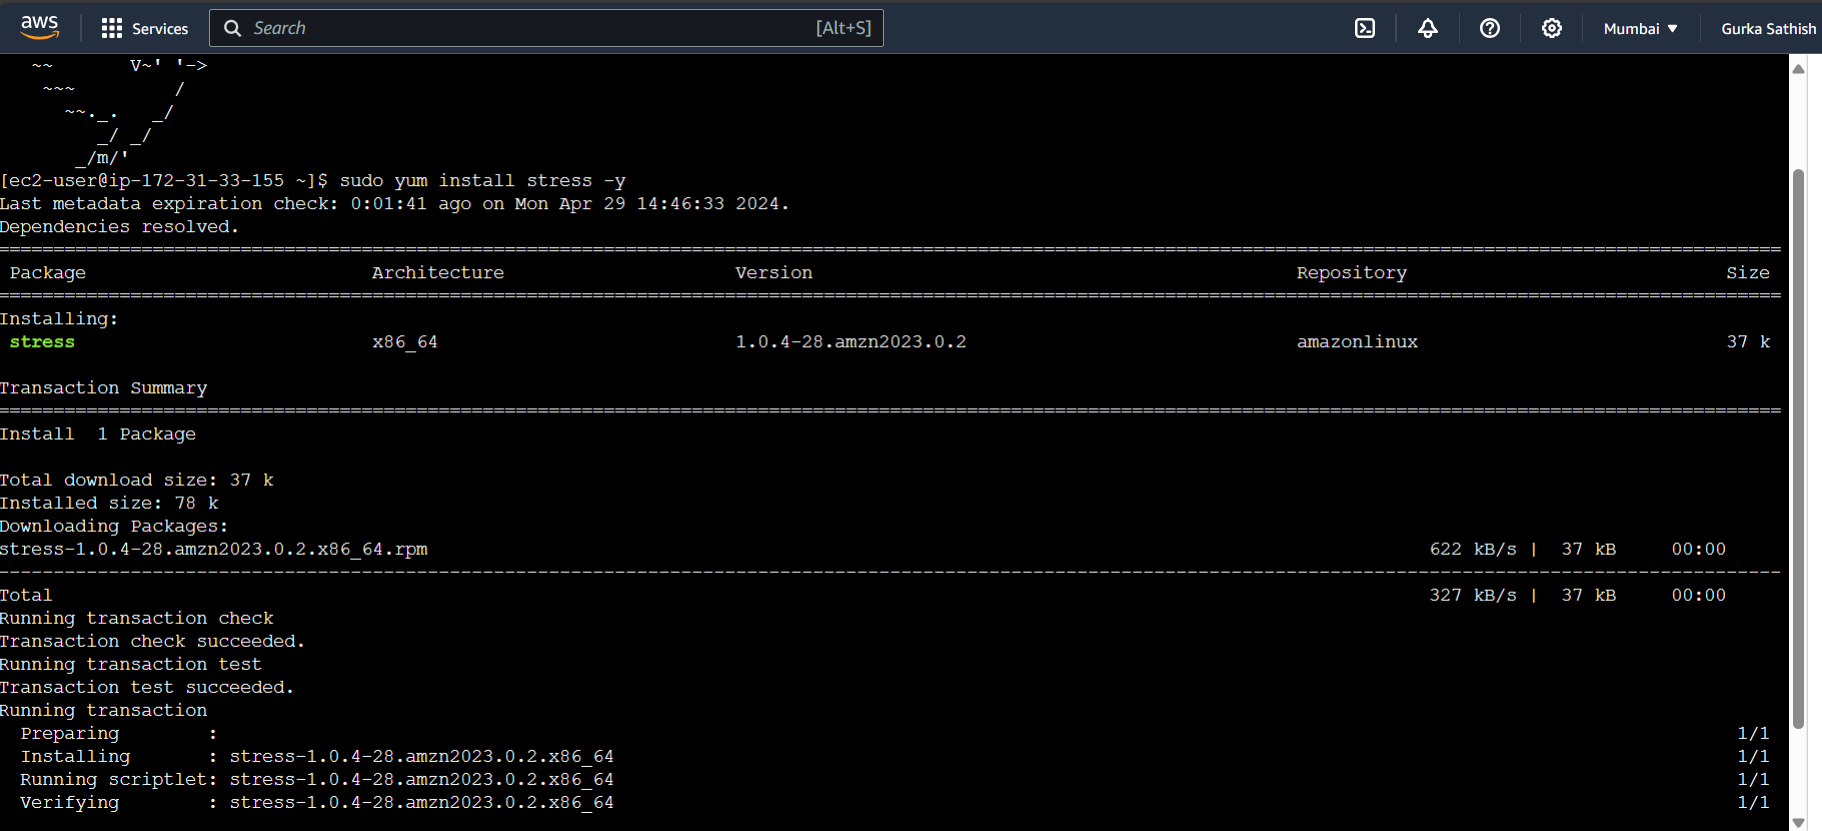 aws Services Search [Alt+S] Mumbai ▼ Gurka Sathish
~~ V~' '->
~~~ /
~~._. _/
_/ _/
_/m/'
[ec2-user@ip-172-31-33-155 ~]$ sudo yum install stress -y
Last metadata expiration check: 0:01:41 ago on Mon Apr 29 14:46:33 2024.
Dependencies resolved.
Package Architecture Version Repository Size
Installing:
stress x86_64 1.0.4-28.amzn2023.0.2 amazonlinux 37 k
Transaction Summary
Install 1 Package
Total download size: 37 k
Installed size: 78 k
Downloading Packages:
stress-1.0.4-28.amzn2023.0.2.x86_64.rpm 622 kB/s | 37 kB 00:00
Total 327 kB/s | 37 kB 00:00
Running transaction check
Transaction check succeeded.
Running transaction test
Transaction test succeeded.
Running transaction
Preparing : 1/1
Installing : stress-1.0.4-28.amzn2023.0.2.x86_64 1/1
Running scriptlet: stress-1.0.4-28.amzn2023.0.2.x86_64 1/1
Verifying : stress-1.0.4-28.amzn2023.0.2.x86_64 1/1